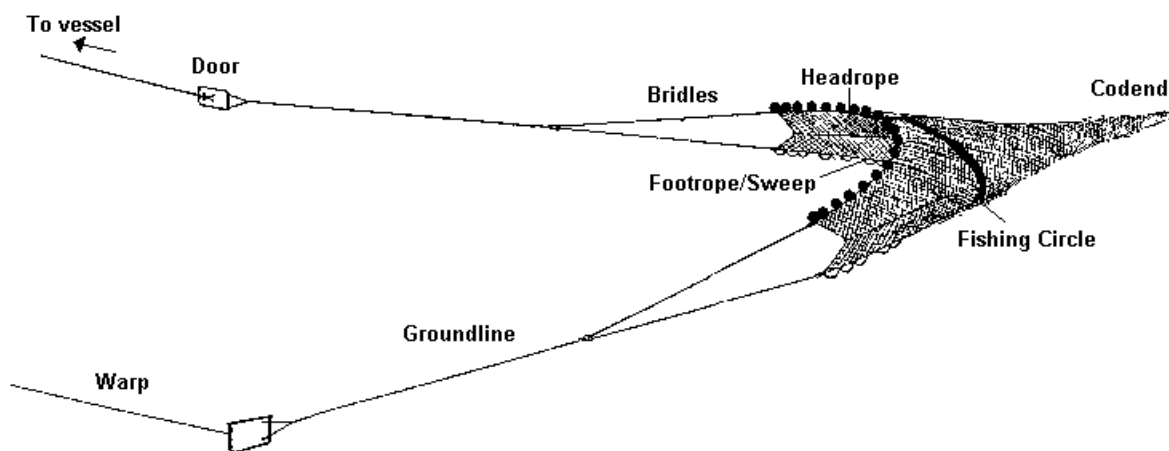 To vessel
Door
Headrope
Bridles
Codend
Footrope/Sweep
Fishing Circle
Groundline
Warp